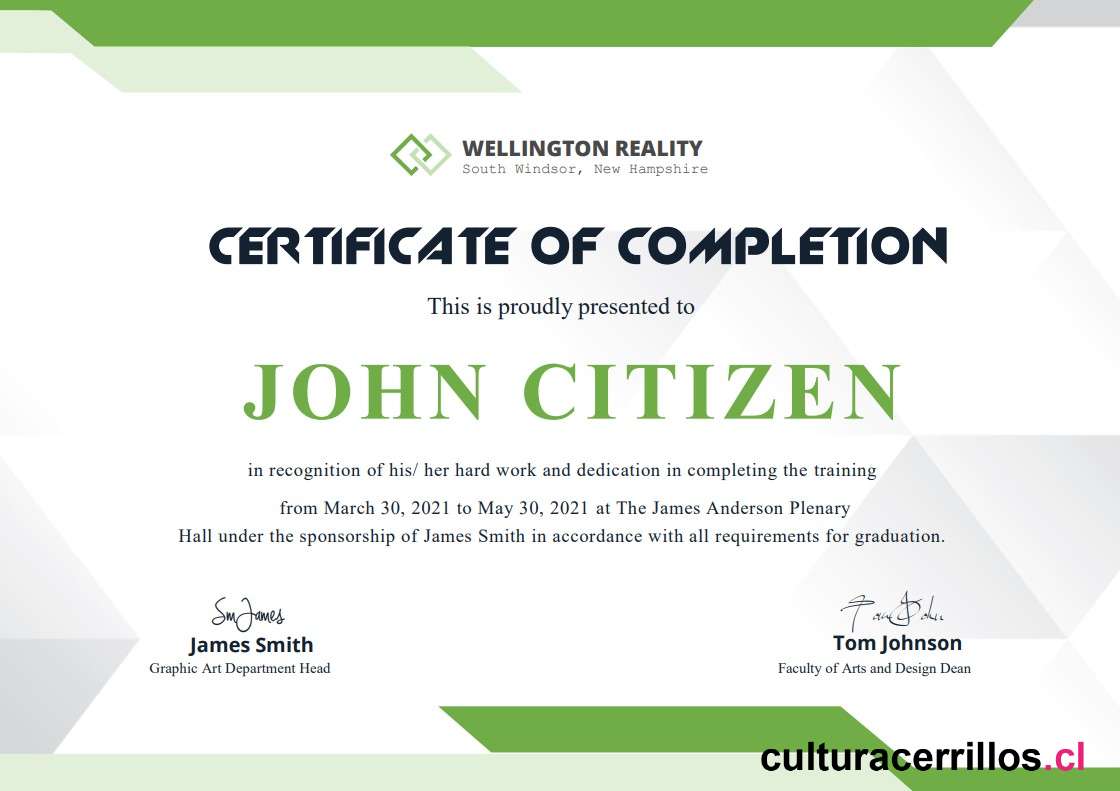 WELLINGTON REALITY
South Windsor, New Hampshire
CERTIFICATE OF COMPLETION
This is proudly presented to
JOHN CITIZEN
in recognition of his/ her hard work and dedication in completing the training
from March 30, 2021 to May 30, 2021 at The James Anderson Plenary
Hall under the sponsorship of James Smith in accordance with all requirements for graduation.
SmJames
James Smith
Graphic Art Department Head
Tom Johnson
Faculty of Arts and Design Dean
culturacerrillos.cl